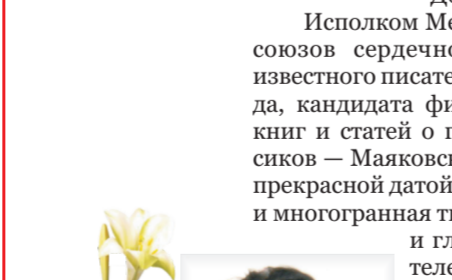 Исполком Ме
союзов сердечно
известного писате
да, кандидата фи
книг и статей о г
сиков — Маяковс
прекрасной датой
и многогранная т
и гл
теле